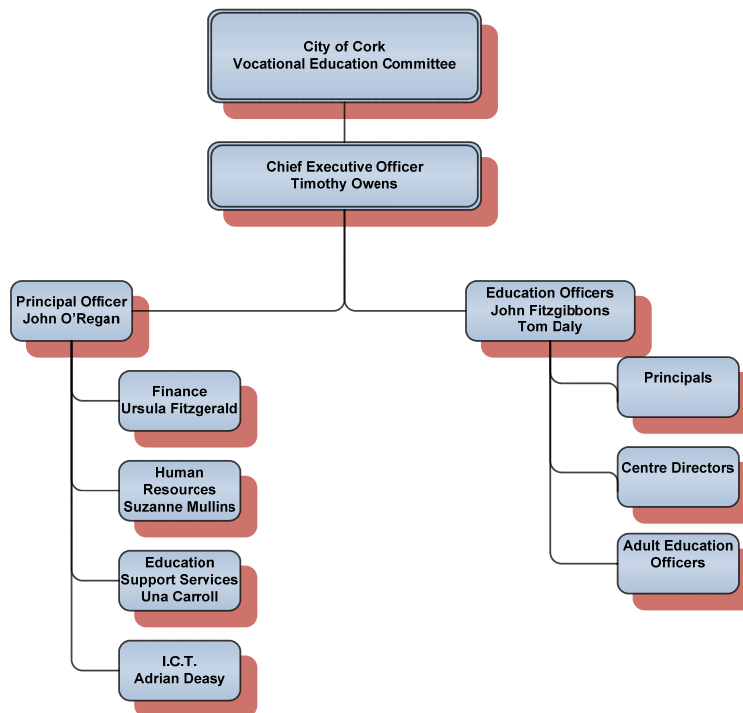 City of Cork
Vocational Education Committee
Chief Executive Officer
Timothy Owens
Principal Officer
John O’Regan
Education Officers
John Fitzgibbons
Tom Daly
Finance
Ursula Fitzgerald
Human
Resources
Suzanne Mullins
Education
Support Services
Una Carroll
I.C.T.
Adrian Deasy
Principals
Centre Directors
Adult Education
Officers